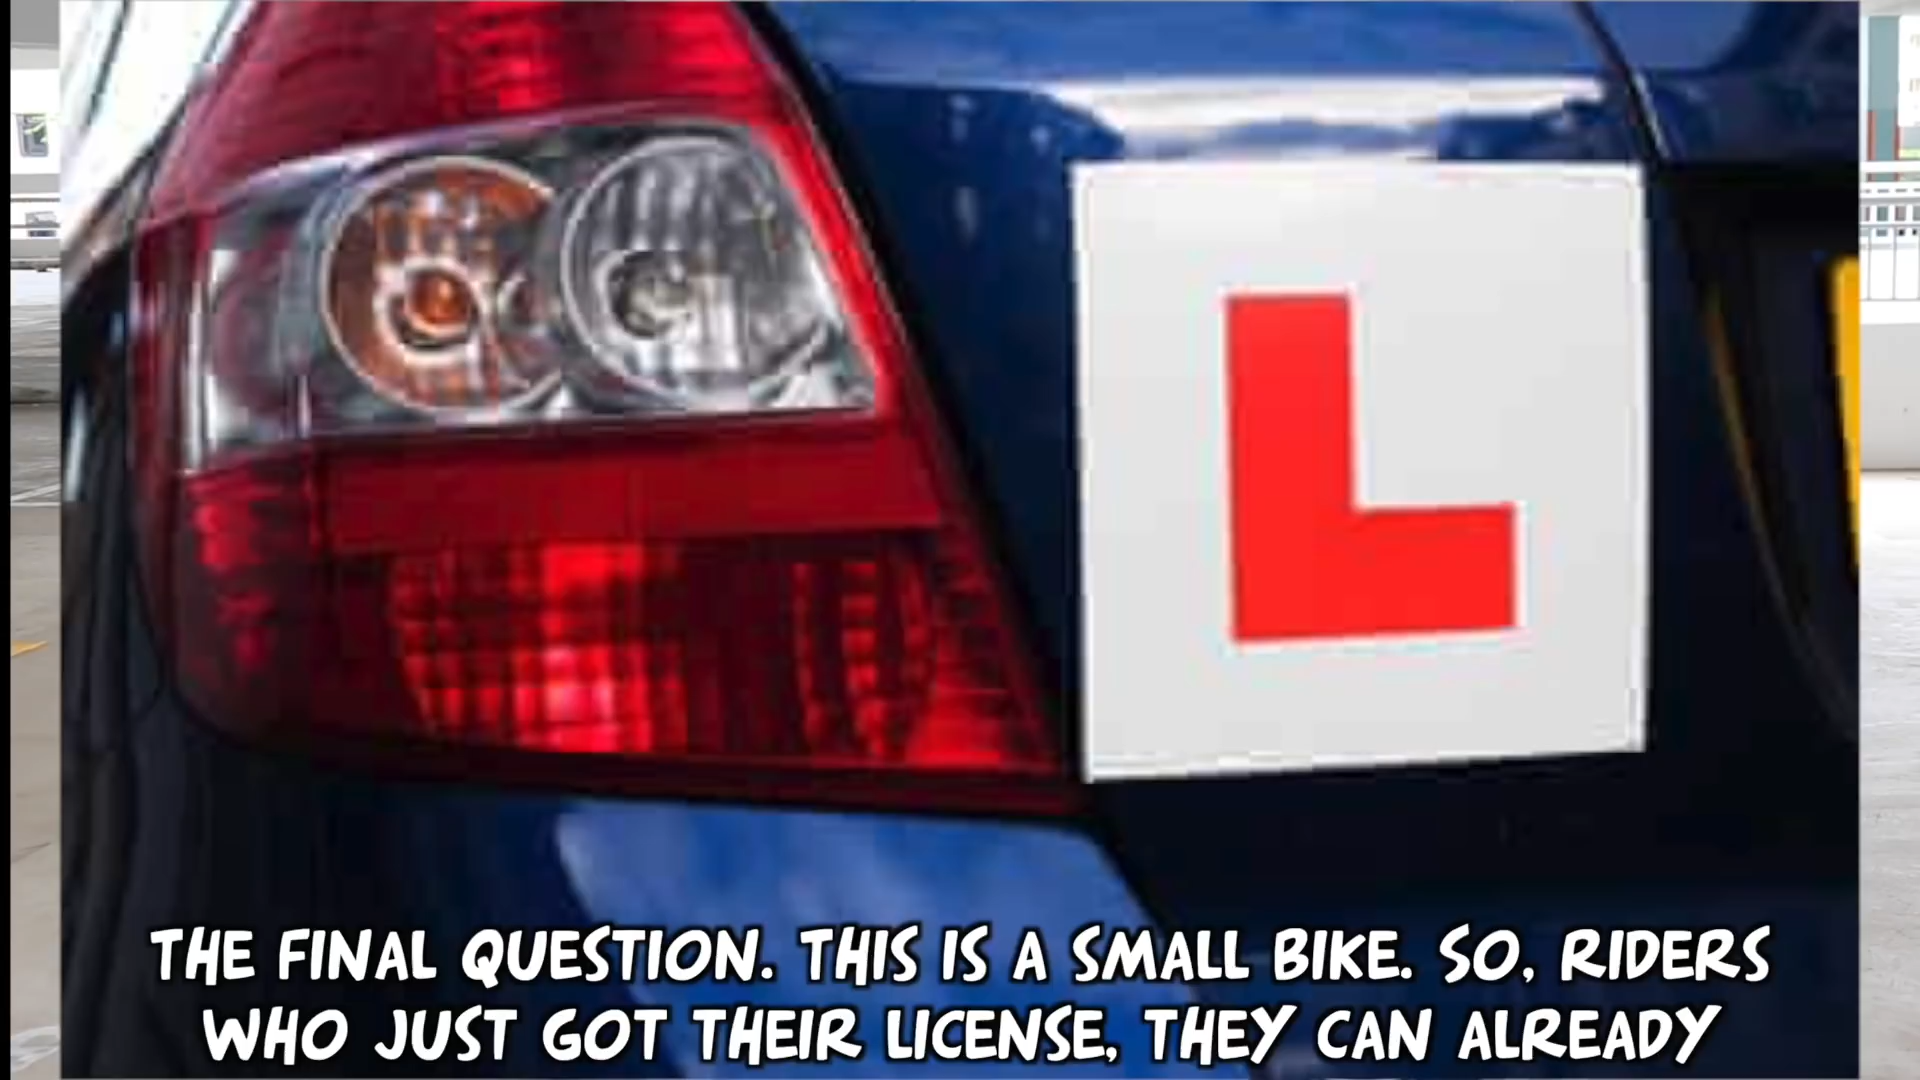 L
THE FINAL QUESTION. THIS IS A SMALL BIKE. SO, RIDERS
WHO JUST GOT THEIR LICENSE, THEY CAN ALREADY